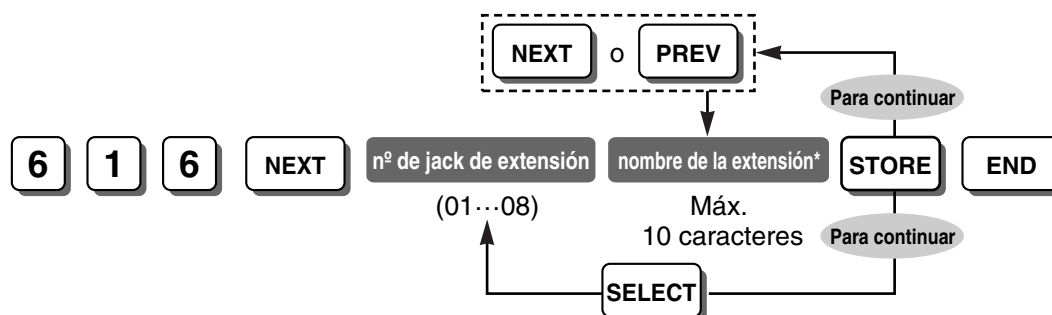 NEXT o PREV
Para continuar
6 1 6 NEXT nº de jack de extensión nombre de la extensión* STORE END
(01···08) Máx.
10 caracteres Para continuar
SELECT